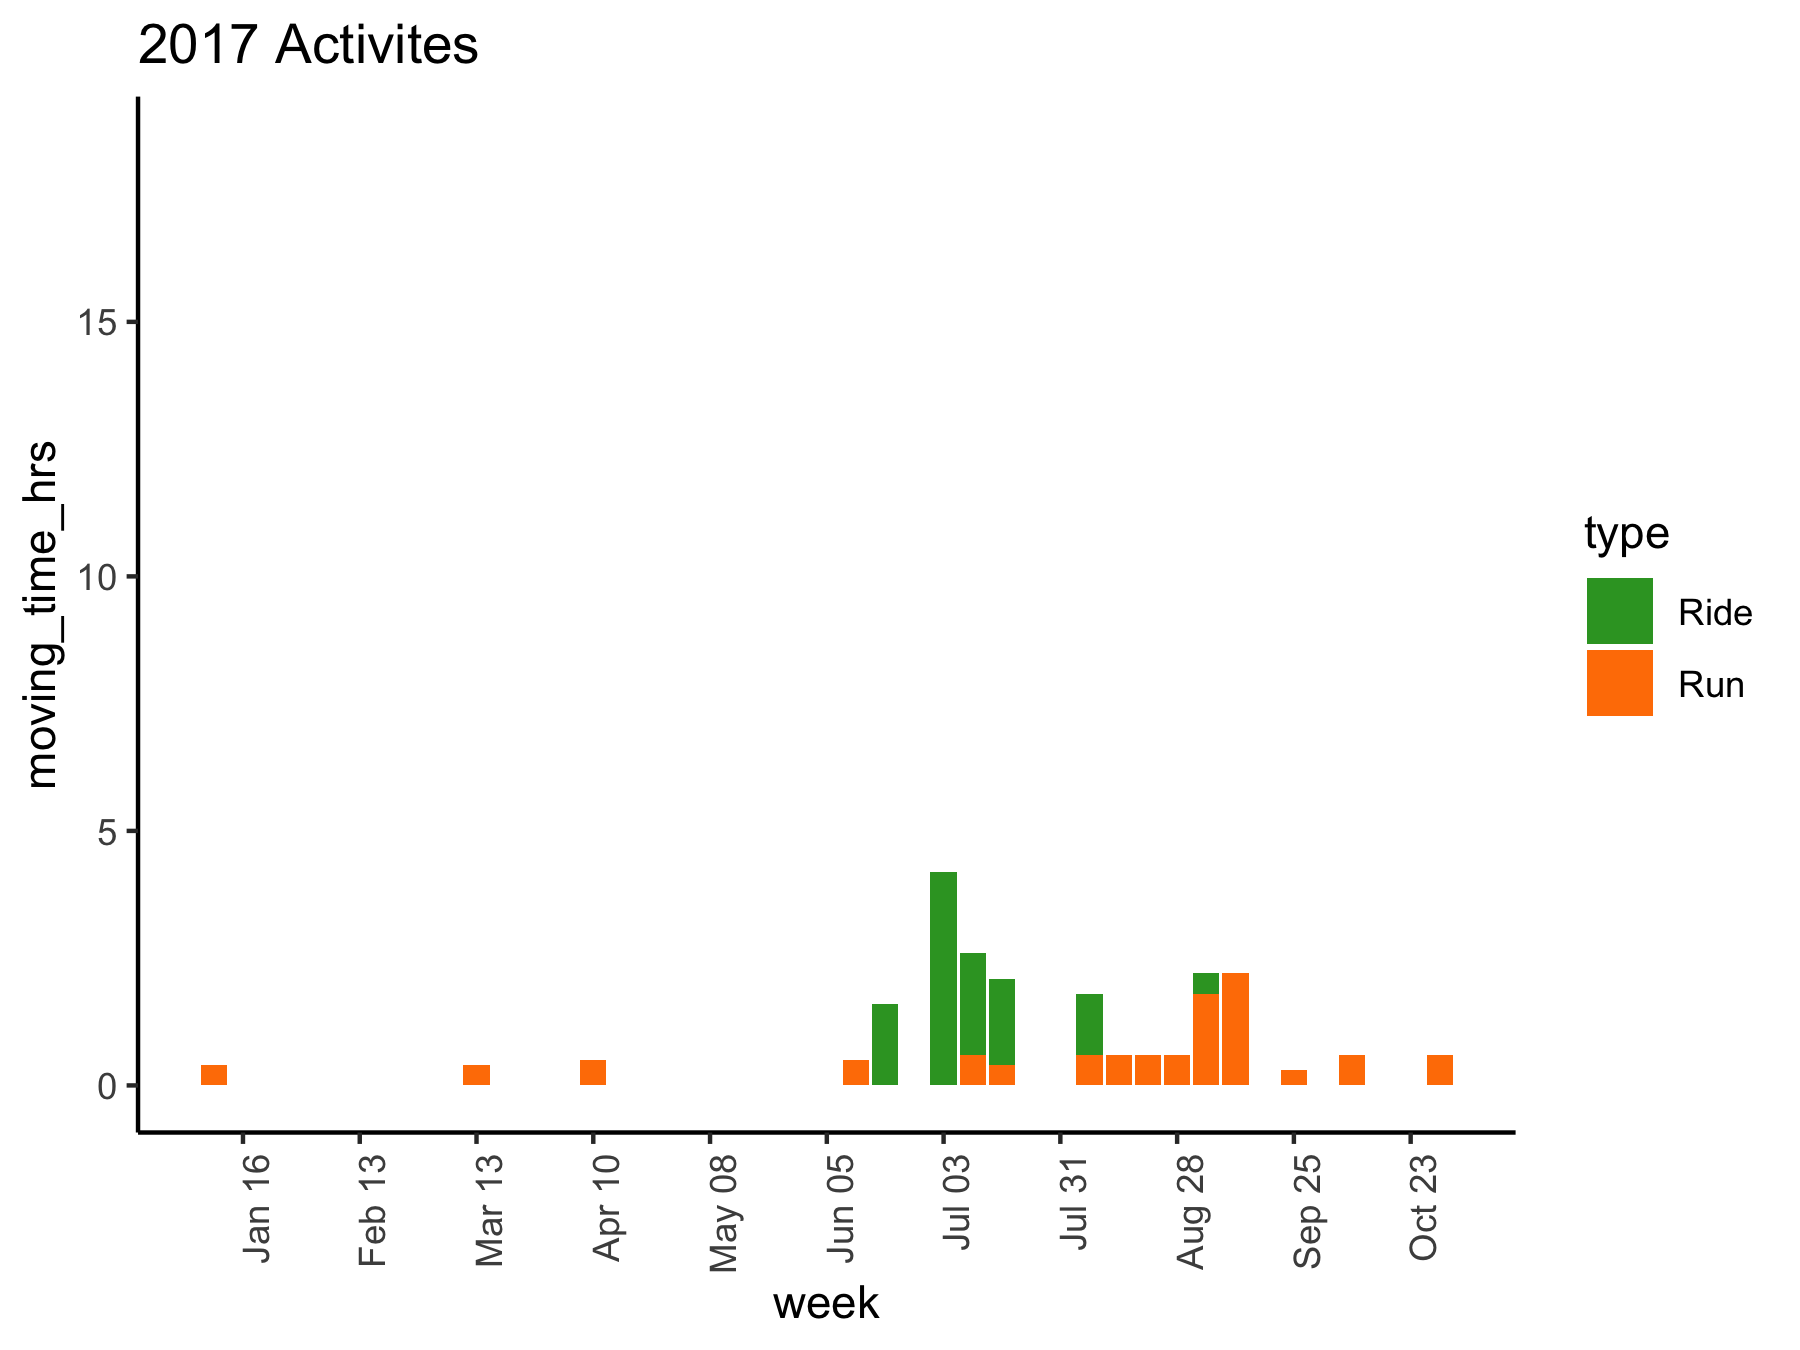 2017 Activites
moving_time_hrs
15
10
5
0
Jan 16
Feb 13
Mar 13
Apr 10
May 08
Jun 05
Jul 03
Jul 31
Aug 28
Sep 25
Oct 23
week
type
Ride
Run